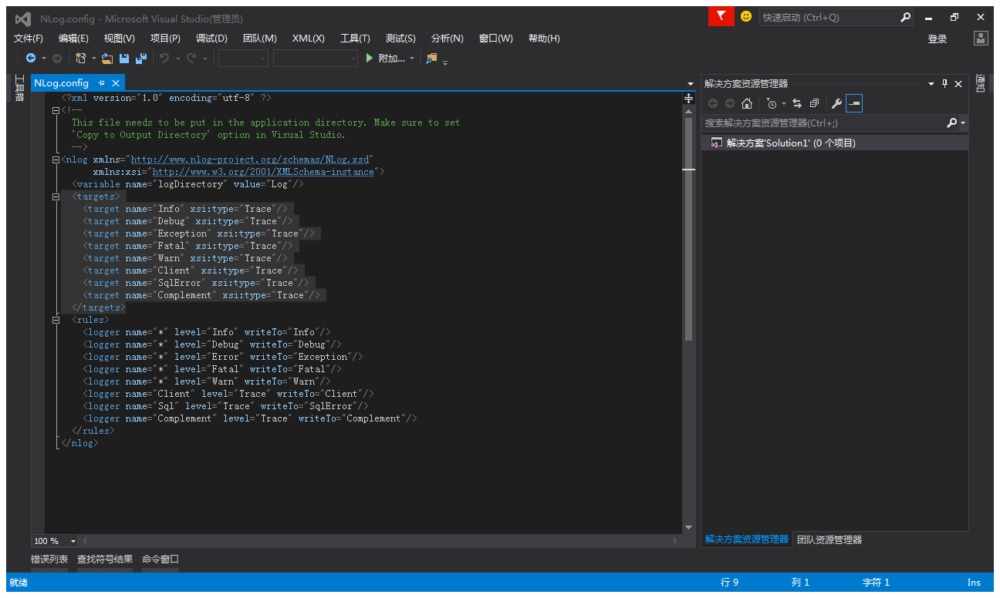 NLog.config - Microsoft Visual Studio(管理员)
快速启动 (Ctrl+Q)
文件(F) 编辑(E) 视图(V) 项目(P) 调试(D) 团队(M) XML(X) 工具(T) 测试(S) 分析(N) 窗口(W) 帮助(H)
登录
附加...
工具箱
NLog.config
<?xml version="1.0" encoding="utf-8" ?>
<!--
This file needs to be put in the application directory. Make sure to set
'Copy to Output Directory' option in Visual Studio.
-->
<nlog xmlns="http://www.nlog-project.org/schemas/NLog.xsd"
xmlns:xsi="http://www.w3.org/2001/XMLSchema-instance">
<variable name="logDirectory" value="Log"/>
<targets>
<target name="Info" xsi:type="Trace"/>
<target name="Debug" xsi:type="Trace"/>
<target name="Exception" xsi:type="Trace"/>
<target name="Fatal" xsi:type="Trace"/>
<target name="Warn" xsi:type="Trace"/>
<target name="Client" xsi:type="Trace"/>
<target name="SqlError" xsi:type="Trace"/>
<target name="Complement" xsi:type="Trace"/>
</targets>
<rules>
<logger name="*" level="Info" writeTo="Info"/>
<logger name="*" level="Debug" writeTo="Debug"/>
<logger name="*" level="Error" writeTo="Exception"/>
<logger name="*" level="Fatal" writeTo="Fatal"/>
<logger name="*" level="Warn" writeTo="Warn"/>
<logger name="Client" level="Trace" writeTo="Client"/>
<logger name="Sql" level="Trace" writeTo="SqlError"/>
<logger name="Complement" level="Trace" writeTo="Complement"/>
</rules>
</nlog>
100 %
解决方案资源管理器
搜索解决方案资源管理器(Ctrl+;)
解决方案'Solution1' (0 个项目)
解决方案资源管理器 团队资源管理器
通知
错误列表 查找符号结果 命令窗口
就绪 行 9 列 1 字符 1 Ins